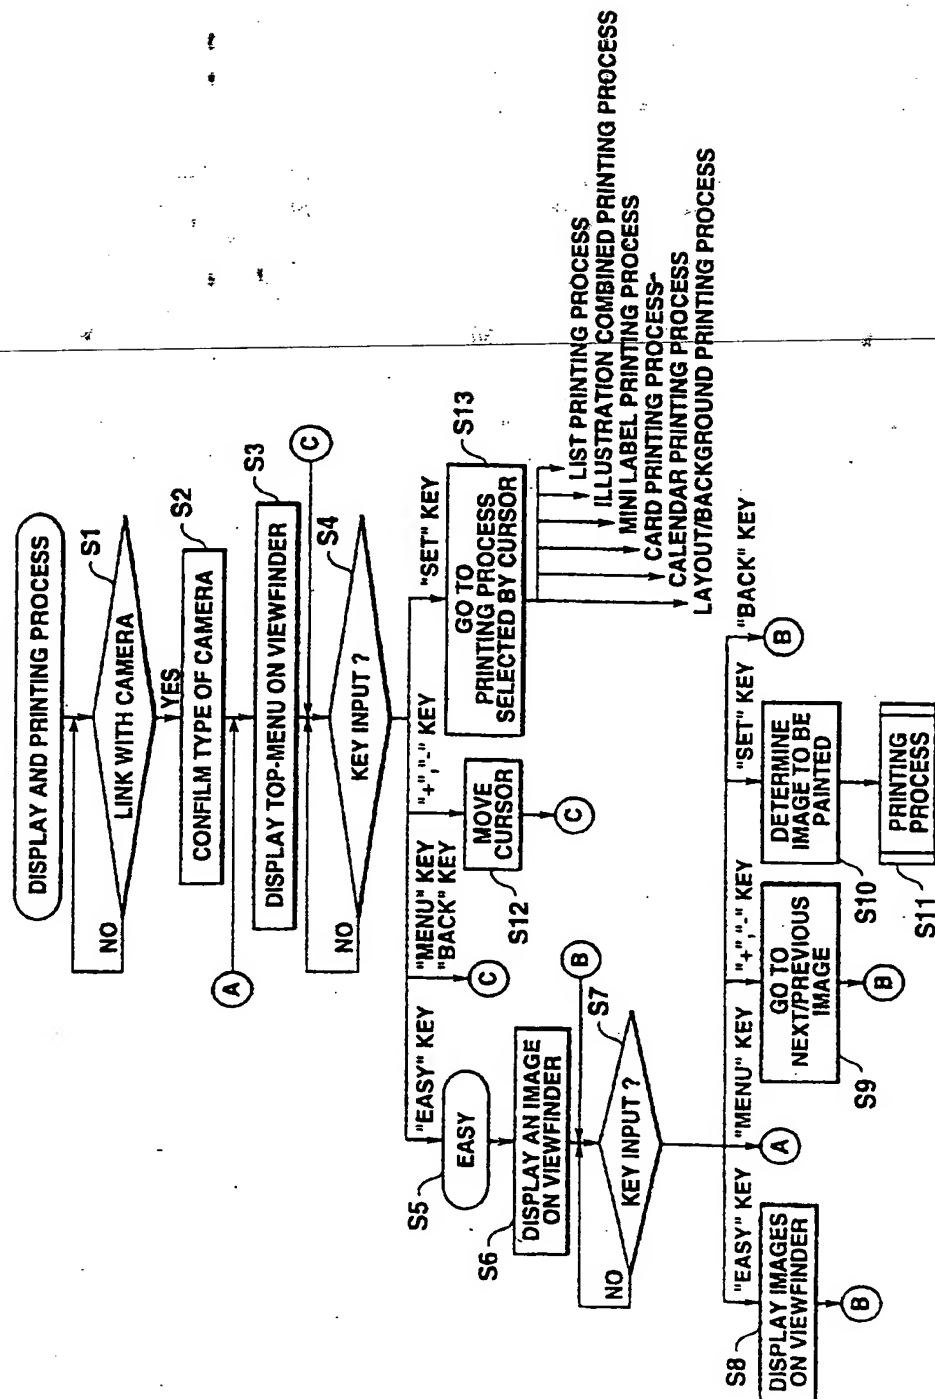 DISPLAY AND PRINTING PROCESS
S1
LINK WITH CAMERA
NO
YES
S2
CONFILM TYPE OF CAMERA
A
S3
DISPLAY TOP-MENU ON VIEWFINDER
C
S4
KEY INPUT ?
NO
"EASY" KEY
"MENU" KEY
"BACK" KEY
"+","-" KEY
"SET" KEY
S5
EASY
C
MOVE
CURSOR
S12
C
S13
GO TO
PRINTING PROCESS
SELECTED BY CURSOR
LIST PRINTING PROCESS
ILLUSTRATION COMBINED PRINTING PROCESS
MINI LABEL PRINTING PROCESS
CARD PRINTING PROCESS
CALENDAR PRINTING PROCESS
LAYOUT/BACKGROUND PRINTING PROCESS
S6
DISPLAY AN IMAGE
ON VIEWFINDER
B
S7
KEY INPUT ?
NO
"EASY" KEY
"MENU" KEY
"+","-" KEY
"SET" KEY
"BACK" KEY
S8
DISPLAY IMAGES
ON VIEWFINDER
B
A
GO TO
NEXT/PREVIOUS
IMAGE
S9
B
DETERMINE
IMAGE TO BE
PAINTED
S10
B
PRINTING
PROCESS
S11